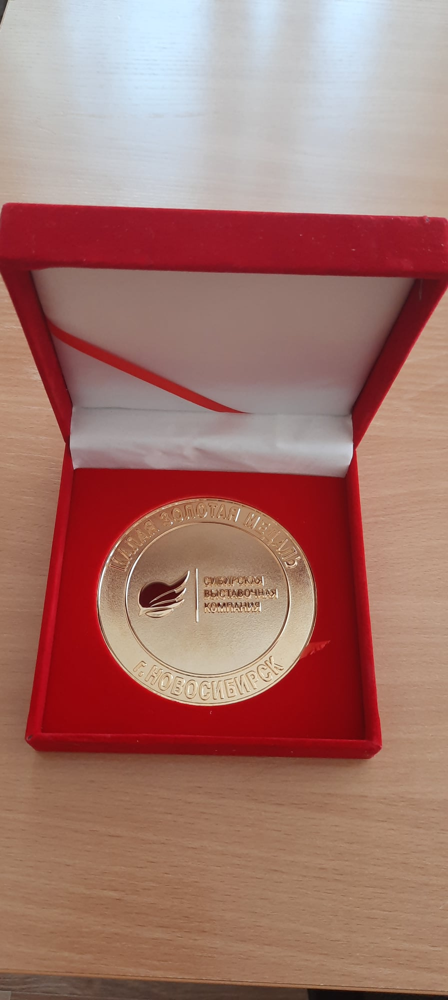 МАЛАЯ ЗОЛОТАЯ МЕДАЛЬ
СИБИРСКАЯ
ВЫСТАВОЧНАЯ
КОМПАНИЯ
г. НОВОСИБИРСК